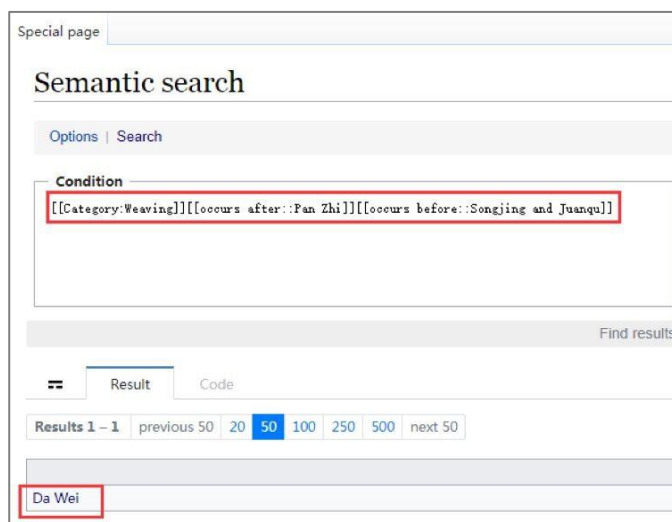 Special page
Semantic search
Options | Search
Condition
[[Category:Weaving]][[occurs after::Pan Zhi]][[occurs before::Songjing and Juanqu]]
Find results
Result Code
Results 1 – 1 previous 50 20 50 100 250 500 next 50
Da Wei